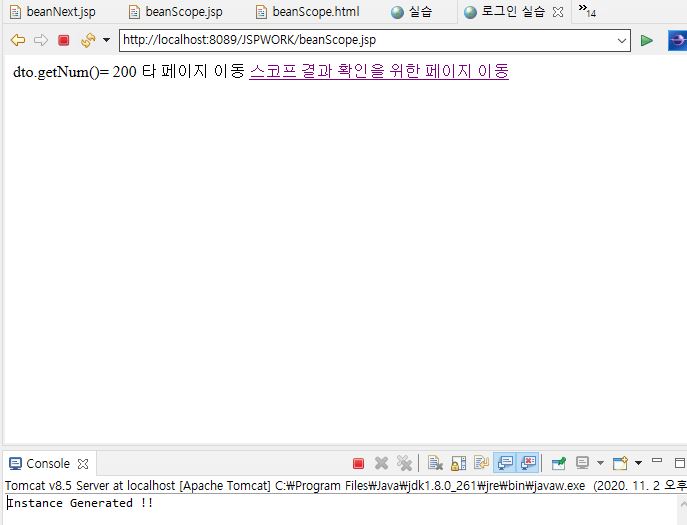 beanNext.jsp beanScope.jsp beanScope.html 실습 로그인 실습 »14
http://localhost:8089/JSPWORK/beanScope.jsp
dto.getNum()= 200 타 페이지 이동 스코프 결과 확인을 위한 페이지 이동
Console
Tomcat v8.5 Server at localhost [Apache Tomcat] C:₩Program Files₩Java₩jdk1.8.0_261₩jre₩bin₩javaw.exe (2020. 11. 2 오후
Instance Generated !!